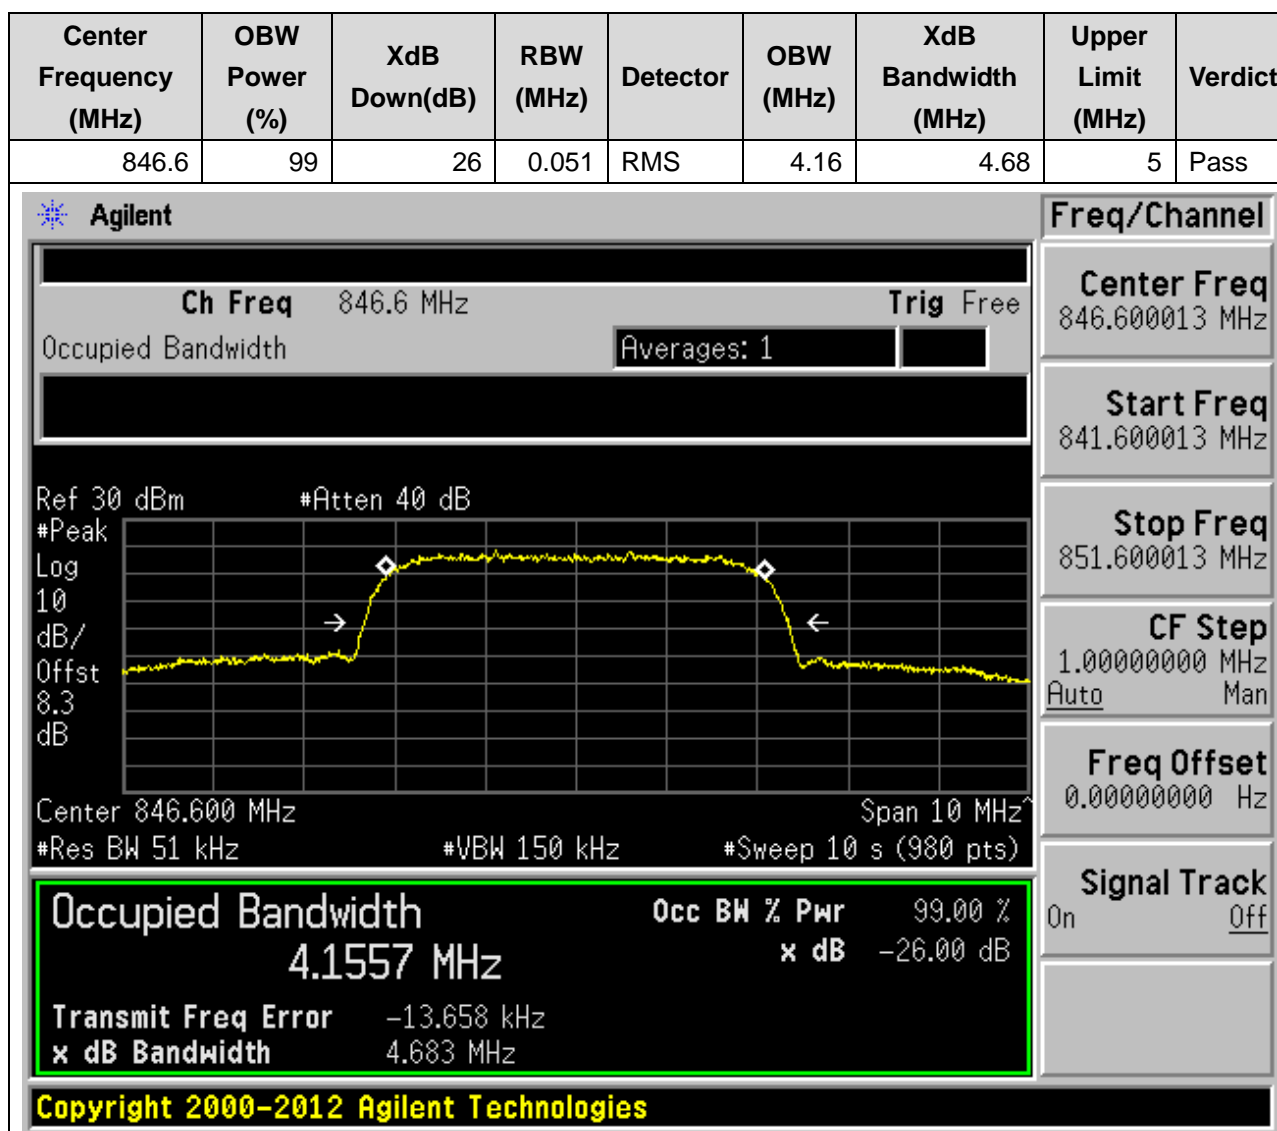 Center Frequency (MHz) OBW Power (%) XdB Down(dB) RBW (MHz) Detector OBW (MHz) XdB Bandwidth (MHz) Upper Limit (MHz) Verdict
846.6 99 26 0.051 RMS 4.16 4.68 5 Pass
Agilent Freq/Channel
Ch Freq 846.6 MHz Trig Free
Occupied Bandwidth Averages: 1
Center Freq
846.600013 MHz
Start Freq
841.600013 MHz
Stop Freq
851.600013 MHz
CF Step
1.00000000 MHz
Auto Man
Freq Offset
0.00000000 Hz
Signal Track
On Off
Ref 30 dBm #Atten 40 dB
#Peak
Log
10
dB/
Offst
8.3
dB
Center 846.600 MHz Span 10 MHz^
#Res BW 51 kHz #VBW 150 kHz #Sweep 10 s (980 pts)
Occupied Bandwidth Occ BW % Pwr 99.00 %
4.1557 MHz x dB -26.00 dB
Transmit Freq Error -13.658 kHz
x dB Bandwidth 4.683 MHz
Copyright 2000-2012 Agilent Technologies